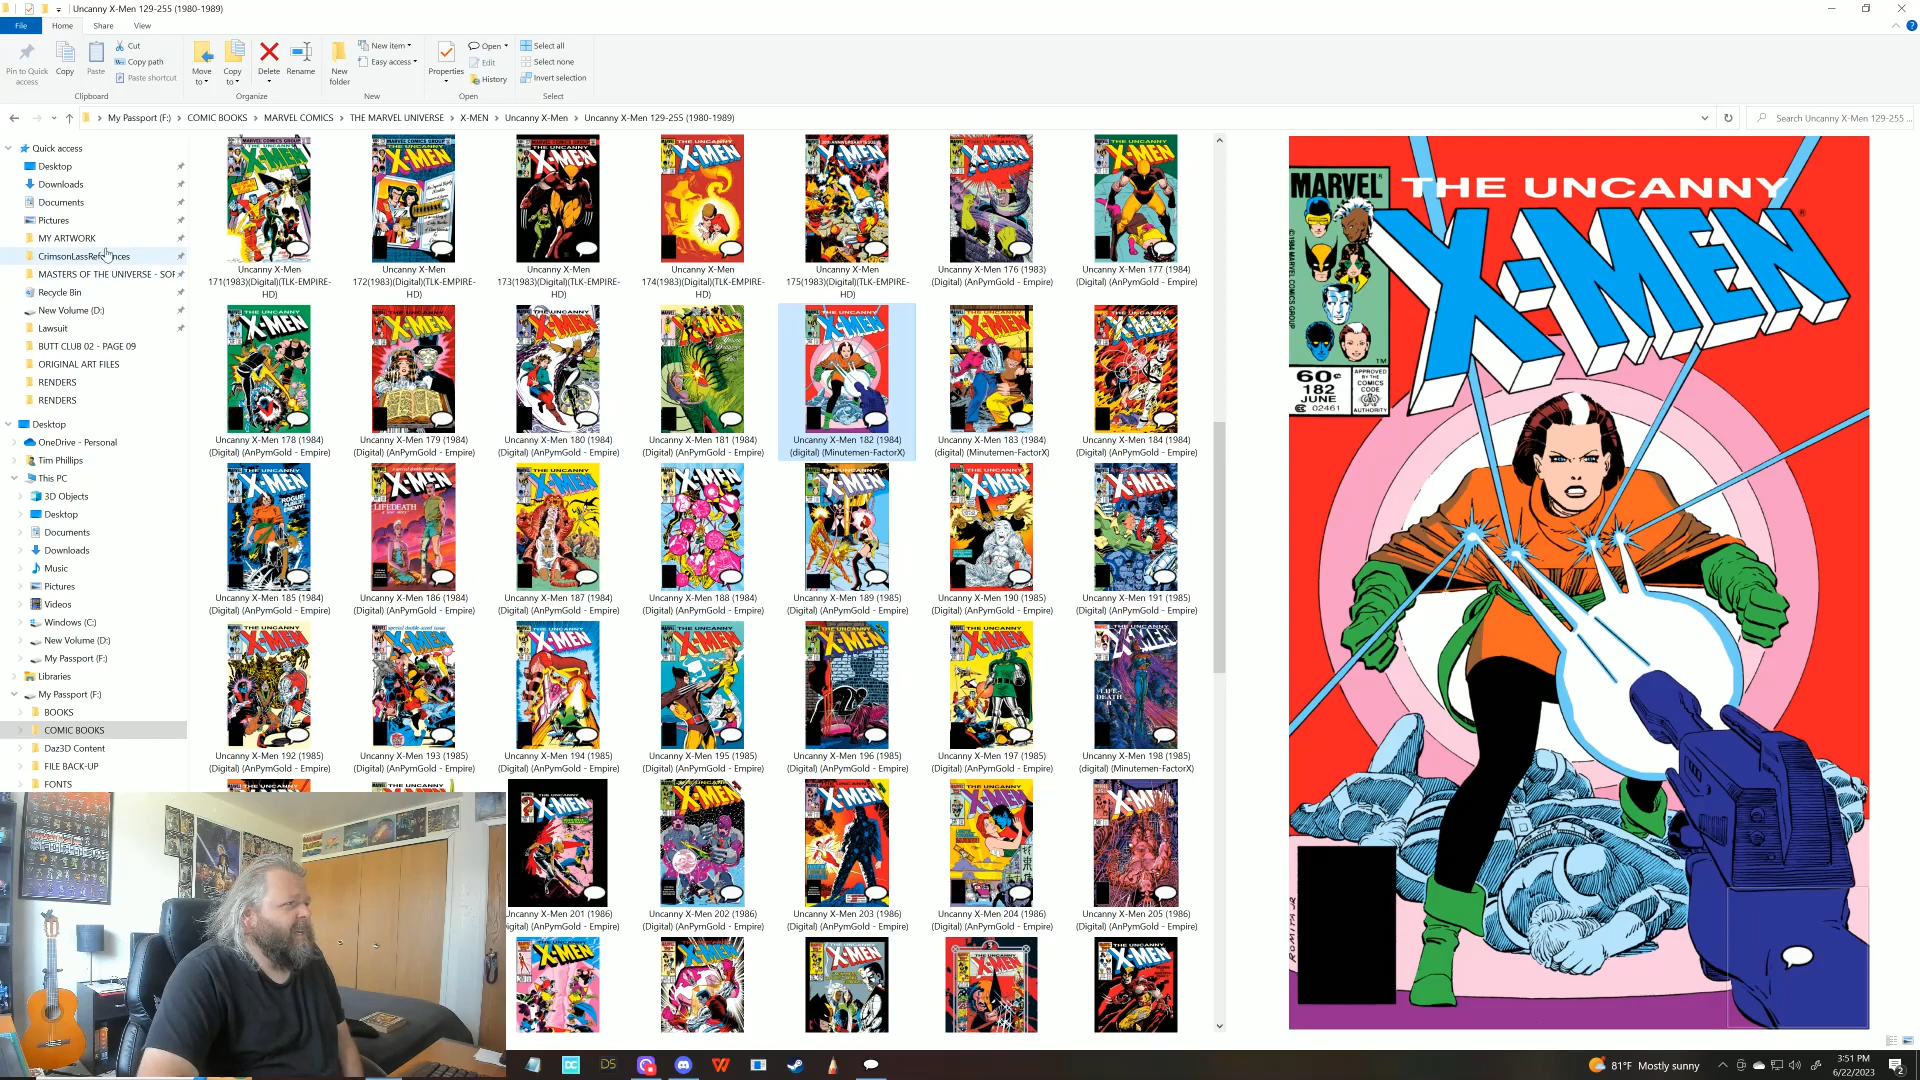 Uncanny X-Men 129-255 (1980-1989)
File
Home
Share
View
Pin to Quick access
Copy
Paste
Cut
Copy path
Paste shortcut
Move to
Copy to
Delete
Rename
New folder
New item
Easy access
Properties
Open
Edit
History
Select all
Select none
Invert selection
Clipboard
Organize
New
Open
Select
My Passport (F:) > COMIC BOOKS > MARVEL COMICS > THE MARVEL UNIVERSE > X-MEN > Uncanny X-Men > Uncanny X-Men 129-255 (1980-1989)
Search Uncanny X-Men 129-255 ...
Quick access
Desktop
Downloads
Documents
Pictures
MY ARTWORK
CrimsonLassReferences
MASTERS OF THE UNIVERSE - SOF
Recycle Bin
New Volume (D:)
Lawsuit
BUTT CLUB 02 - PAGE 09
ORIGINAL ART FILES
RENDERS
RENDERS
Desktop
OneDrive - Personal
Tim Phillips
This PC
3D Objects
Desktop
Documents
Downloads
Music
Pictures
Videos
Windows (C:)
New Volume (D:)
My Passport (F:)
Libraries
My Passport (F:)
BOOKS
COMIC BOOKS
Daz3D Content
FILE BACK-UP
FONTS
Uncanny X-Men
171(1983)(Digital)(TLK-EMPIRE-
HD)
Uncanny X-Men
172(1983)(Digital)(TLK-EMPIRE-
HD)
Uncanny X-Men
173(1983)(Digital)(TLK-EMPIRE-
HD)
Uncanny X-Men
174(1983)(Digital)(TLK-EMPIRE-
HD)
Uncanny X-Men
175(1983)(Digital)(TLK-EMPIRE-
HD)
Uncanny X-Men 176 (1983)
(Digital) (AnPymGold - Empire)
Uncanny X-Men 177 (1984)
(Digital) (AnPymGold - Empire)
Uncanny X-Men 178 (1984)
(Digital) (AnPymGold - Empire)
Uncanny X-Men 179 (1984)
(Digital) (AnPymGold - Empire)
Uncanny X-Men 180 (1984)
(Digital) (AnPymGold - Empire)
Uncanny X-Men 181 (1984)
(Digital) (AnPymGold - Empire)
Uncanny X-Men 182 (1984)
(digital) (Minutemen-FactorX)
Uncanny X-Men 183 (1984)
(digital) (Minutemen-FactorX)
Uncanny X-Men 184 (1984)
(Digital) (AnPymGold - Empire)
Uncanny X-Men 185 (1984)
(Digital) (AnPymGold - Empire)
Uncanny X-Men 186 (1984)
(Digital) (AnPymGold - Empire)
Uncanny X-Men 187 (1984)
(Digital) (AnPymGold - Empire)
Uncanny X-Men 188 (1984)
(Digital) (AnPymGold - Empire)
Uncanny X-Men 189 (1985)
(Digital) (AnPymGold - Empire)
Uncanny X-Men 190 (1985)
(Digital) (AnPymGold - Empire)
Uncanny X-Men 191 (1985)
(Digital) (AnPymGold - Empire)
Uncanny X-Men 192 (1985)
(Digital) (AnPymGold - Empire)
Uncanny X-Men 193 (1985)
(Digital) (AnPymGold - Empire)
Uncanny X-Men 194 (1985)
(Digital) (AnPymGold - Empire)
Uncanny X-Men 195 (1985)
(Digital) (AnPymGold - Empire)
Uncanny X-Men 196 (1985)
(Digital) (AnPymGold - Empire)
Uncanny X-Men 197 (1985)
(Digital) (AnPymGold - Empire)
Uncanny X-Men 198 (1985)
(digital) (Minutemen-FactorX)
Uncanny X-Men 201 (1986)
(Digital) (AnPymGold - Empire)
Uncanny X-Men 202 (1986)
(Digital) (AnPymGold - Empire)
Uncanny X-Men 203 (1986)
(Digital) (AnPymGold - Empire)
Uncanny X-Men 204 (1986)
(Digital) (AnPymGold - Empire)
Uncanny X-Men 205 (1986)
(Digital) (AnPymGold - Empire)
MARVEL
THE UNCANNY
X-MEN
©1984 MARVEL COMICS GROUP
TM
60¢
182
JUNE
02461
APPROVED
BY THE
COMICS
CODE
AUTHORITY
ROMITA JR
81°F Mostly sunny
3:51 PM
6/22/2023
2